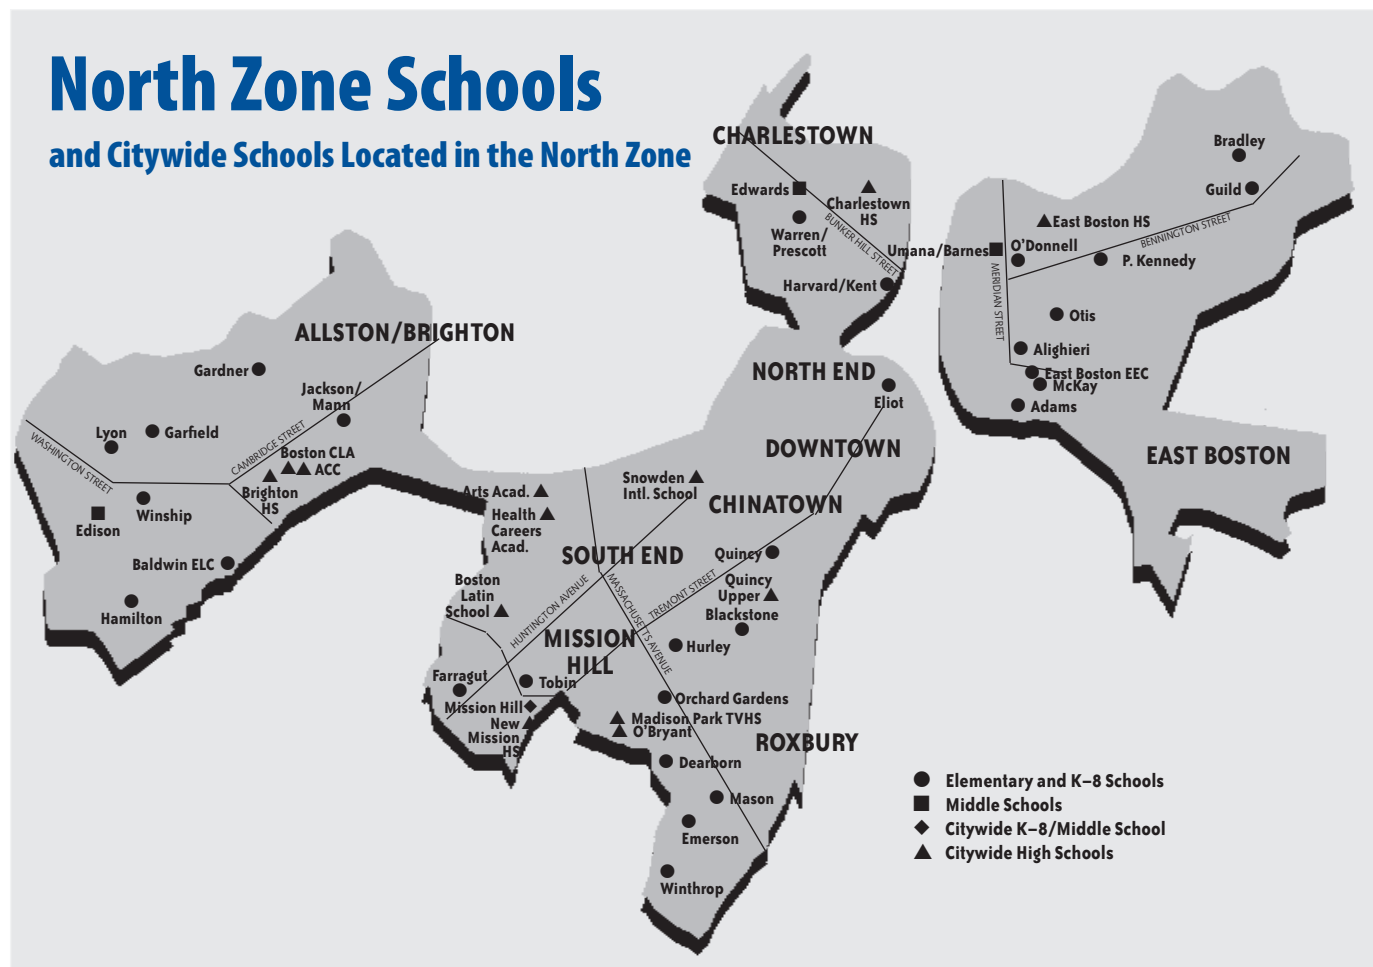 North Zone Schools
and Citywide Schools Located in the North Zone
CHARLESTOWN
Edwards
Charlestown
HS
Warren/
Prescott
BUNKER HILL STREET
Harvard/Kent
Bradley
Guild
East Boston HS
BENNINGTON STREET
Umana/Barnes
O'Donnell
P. Kennedy
MERIDIAN STREET
Otis
Alighieri
East Boston EEC
McKay
Adams
EAST BOSTON
ALLSTON/BRIGHTON
Gardner
Jackson/
Mann
Lyon
Garfield
WASHINGTON STREET
CAMBRIDGE STREET
Boston CLA
ACC
Brighton
HS
Winship
Edison
Baldwin ELC
Hamilton
NORTH END
Eliot
DOWNTOWN
Snowden
Intl. School
CHINATOWN
Arts Acad.
Health
Careers
Acad.
SOUTH END
Quincy
Quincy
Upper
Boston
Latin
School
HUNTINGTON AVENUE
MASSACHUSETTS AVENUE
TREMONT STREET
Blackstone
MISSION
HILL
Hurley
Farragut
Tobin
Orchard Gardens
Mission Hill
New
Mission
HS
Madison Park TVHS
O'Bryant
ROXBURY
Dearborn
Mason
Emerson
Winthrop
Elementary and K–8 Schools
Middle Schools
Citywide K–8/Middle School
Citywide High Schools